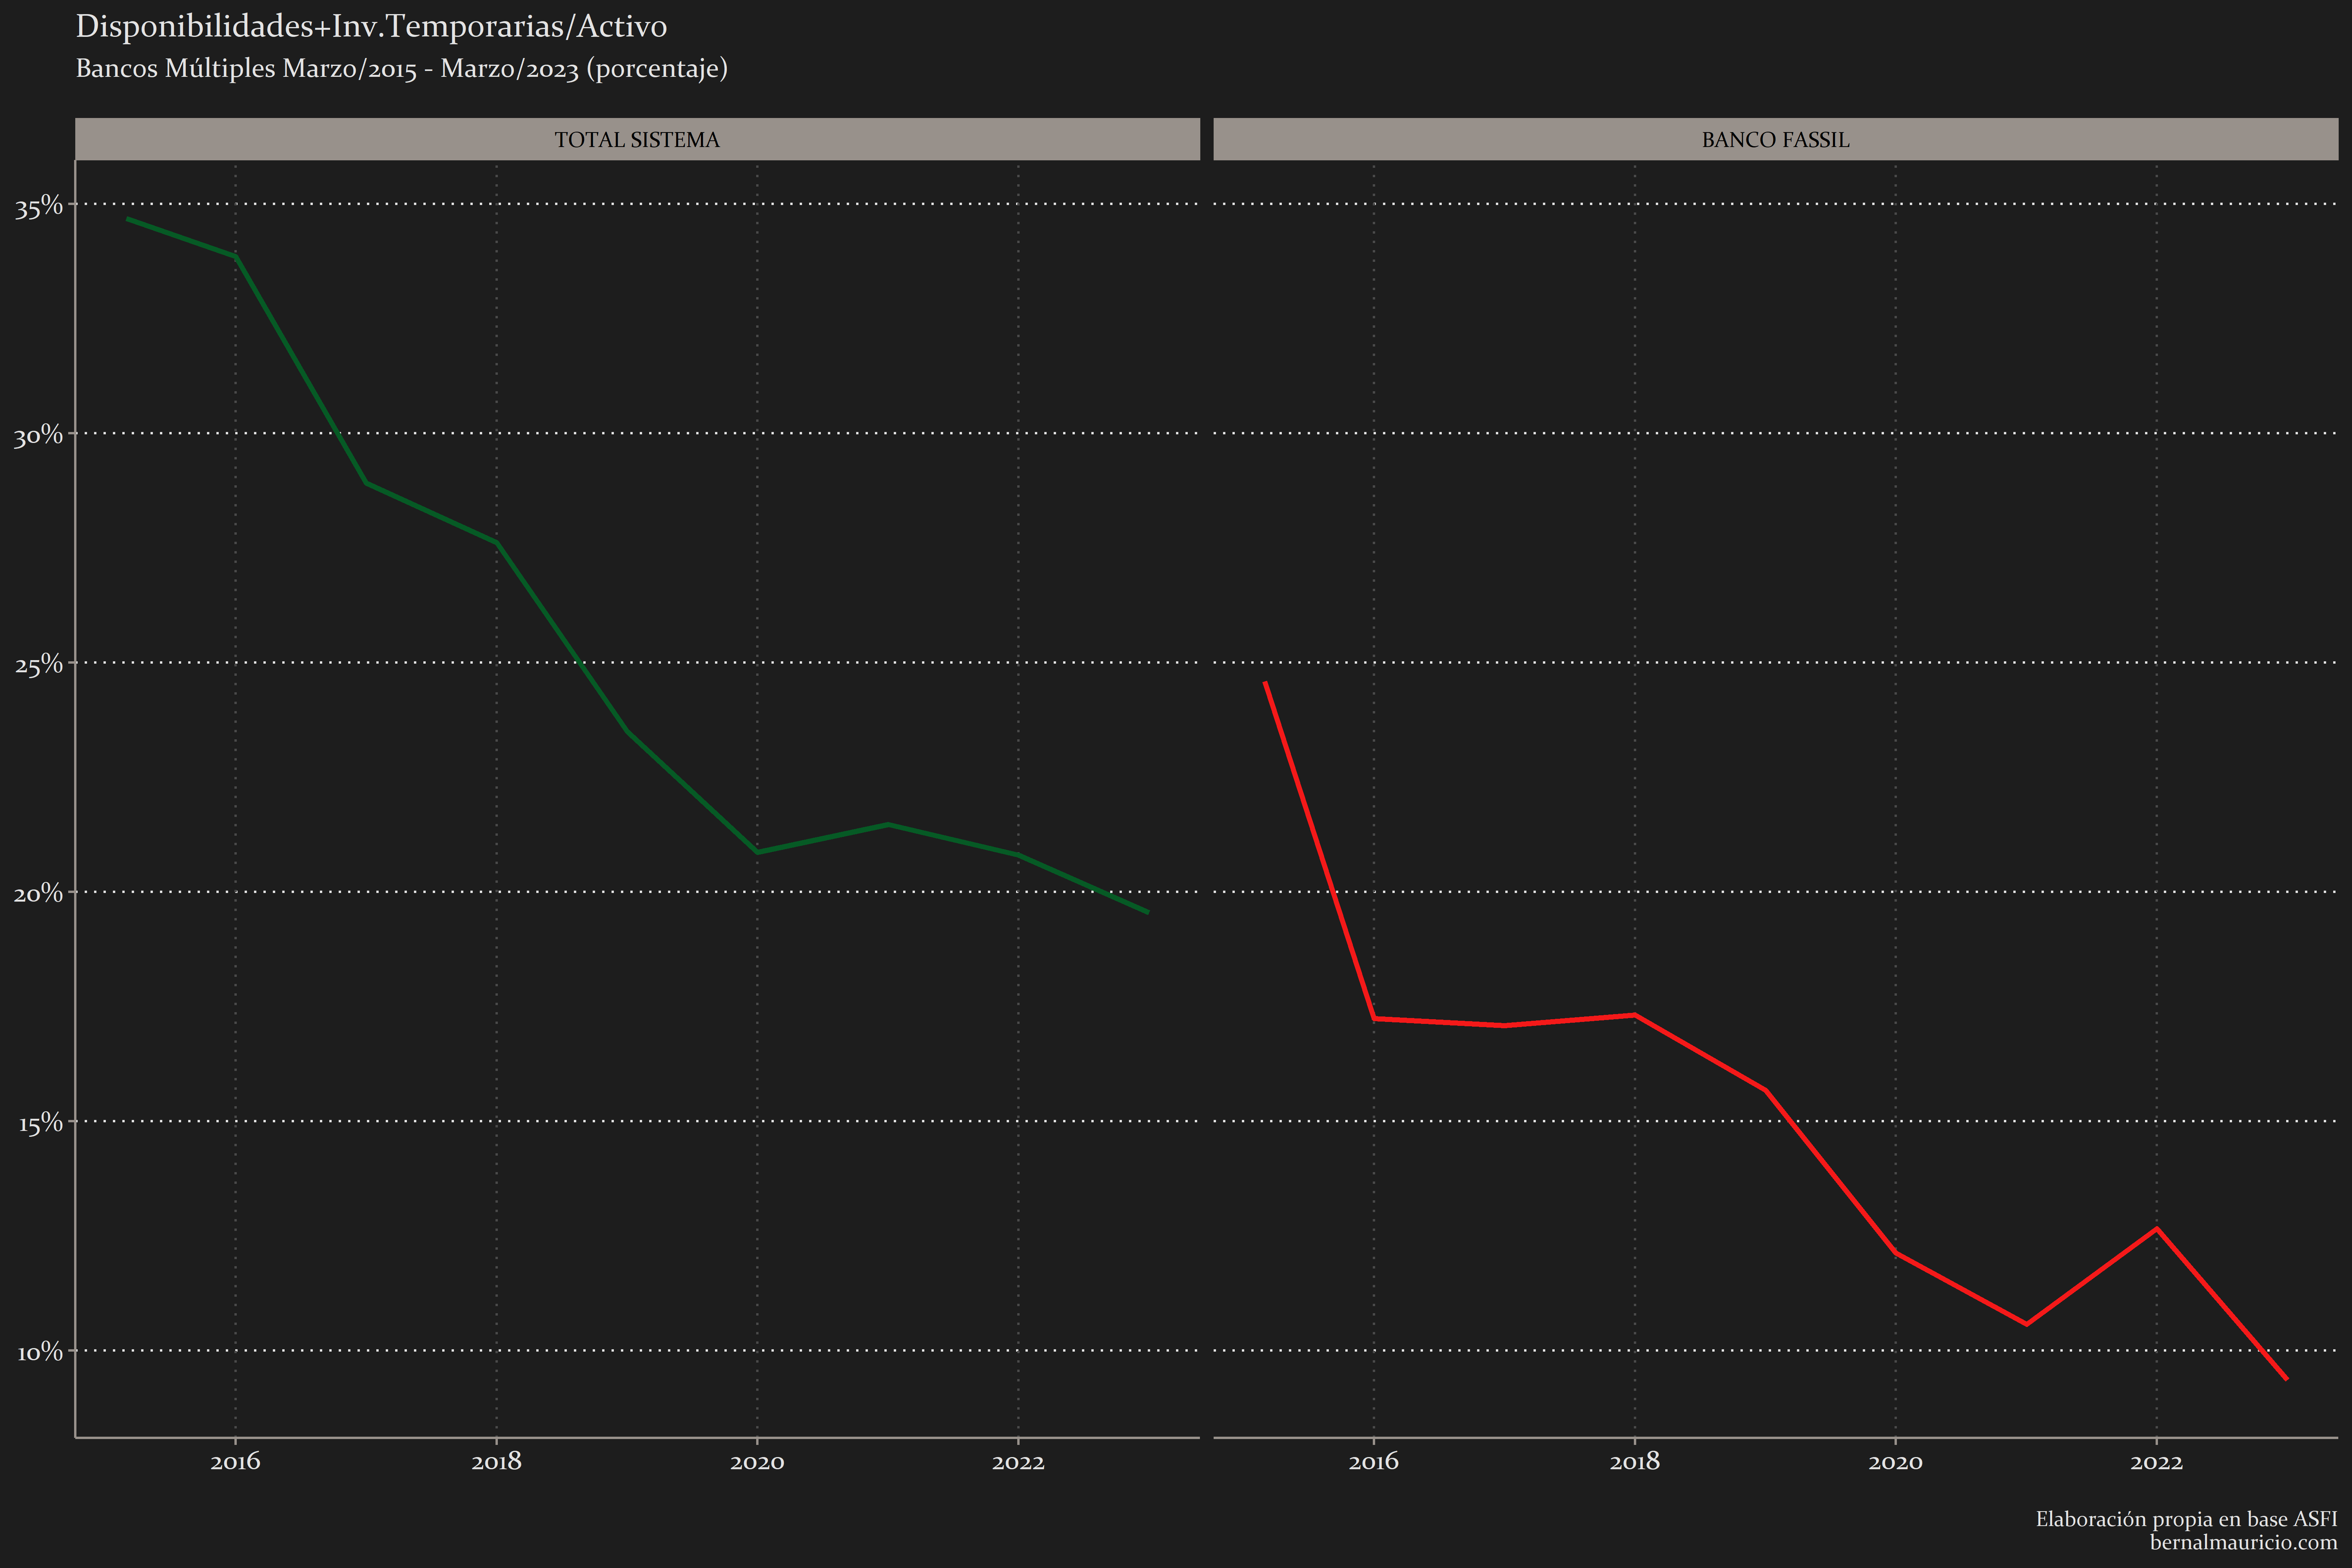 Disponibilidades+Inv.Temporarias/Activo
Bancos Múltiples Marzo/2015 - Marzo/2023 (porcentaje)
TOTAL SISTEMA
BANCO FASSIL
35%
30%
25%
20%
15%
10%
2016
2018
2020
2022
2016
2018
2020
2022
Elaboración propia en base ASFI
bernalmauricio.com